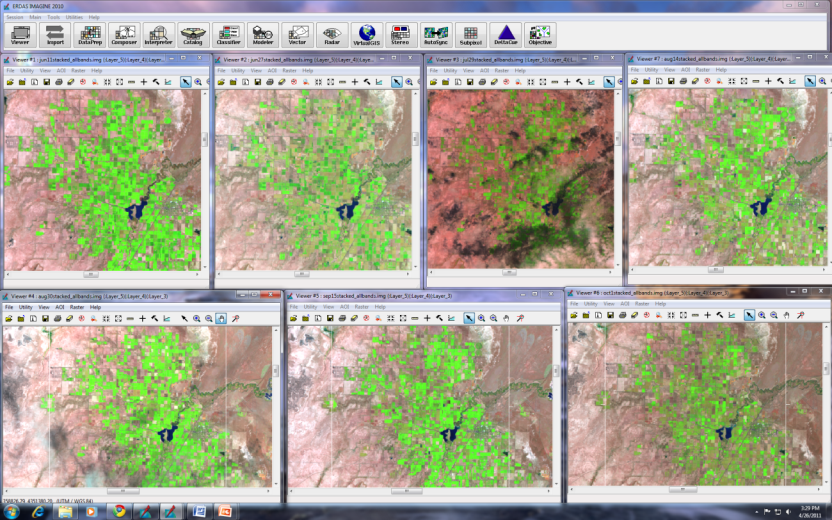 ERDAS IMAGINE 2010
Session Main Tools Utilities Help
Viewer Import DataPrep Composer Interpreter Catalog Classifier Modeler Vector Radar VirtualGIS Stereo AutoSync Subpixel DeltaCue Objective
Viewer #1 : jun11stacked_allbands.img (:Layer_5)(:Layer_4)(:Layer_...
File Utility View AOI Raster Help
Viewer #2 : jun27stacked_allbands.img (:Layer_5)(:Layer_4)(:Laye...
File Utility View AOI Raster Help
Viewer #3 : jul29stacked_allbands.img (:Layer_5)(:Layer_4)(:L...
File Utility View AOI Raster Help
Viewer #7 : aug14stacked_allbands.img (:Layer_5)(:Layer_4)(:Layer...
File Utility View AOI Raster Help
Viewer #4 : aug30stacked_allbands.img (:Layer_5)(:Layer_4)(:Layer_3)
File Utility View AOI Raster Help
Viewer #5 : sep15stacked_allbands.img (:Layer_5)(:Layer_4)(:Layer_3)
File Utility View AOI Raster Help
Viewer #6 : oct1stacked_allbands.img (:Layer_5)(:Layer_4)(:Layer_3)
File Utility View AOI Raster Help
(UTM / WGS 84)
3:29 PM
4/26/2011